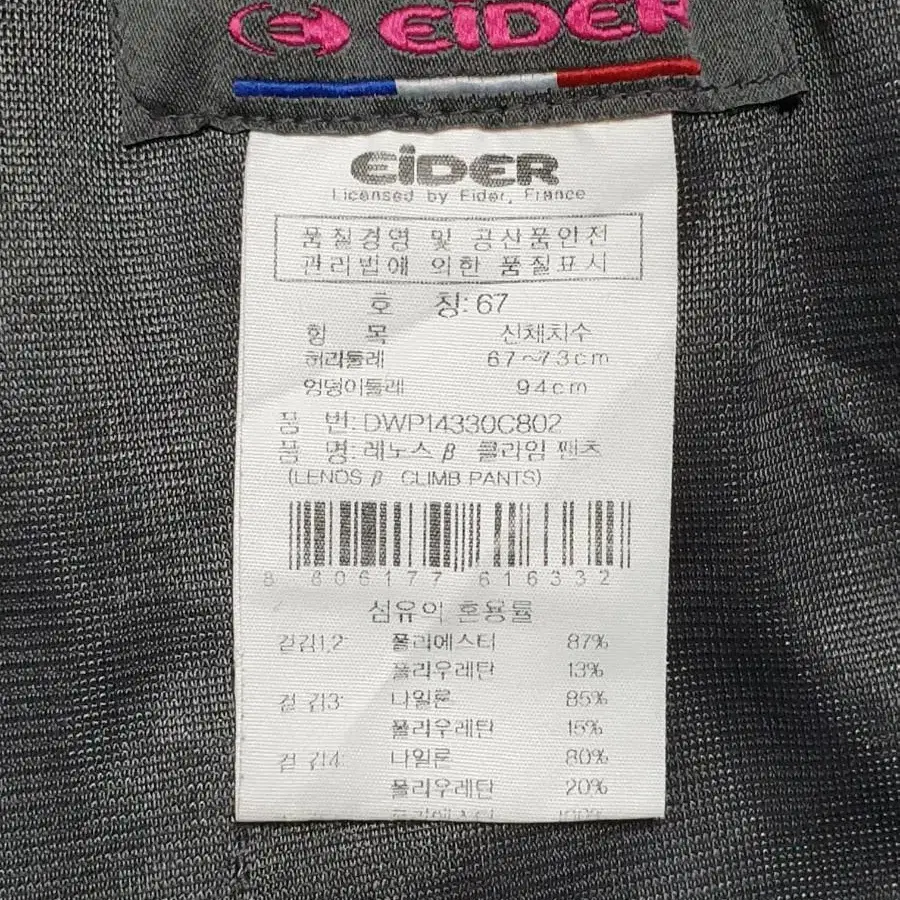 EiDER
EiDER
Licensed by Eider, France
품질경영 및 공산품안전
관리법에 의한 품질표시
호 칭: 67
항 목 신체치수
허리둘레 67~73cm
엉덩이둘레 94cm
품 번: DWP14330C802
품 명: 레노스 β 클라임 팬츠
(LENOS β CLIMB PANTS)
8 806177 616332
섬유의 혼용률
겉감1,2: 폴리에스터 87%
폴리우레탄 13%
겉 감3: 나일론 85%
폴리우레탄 15%
겉 감4: 나일론 80%
폴리우레탄 20%